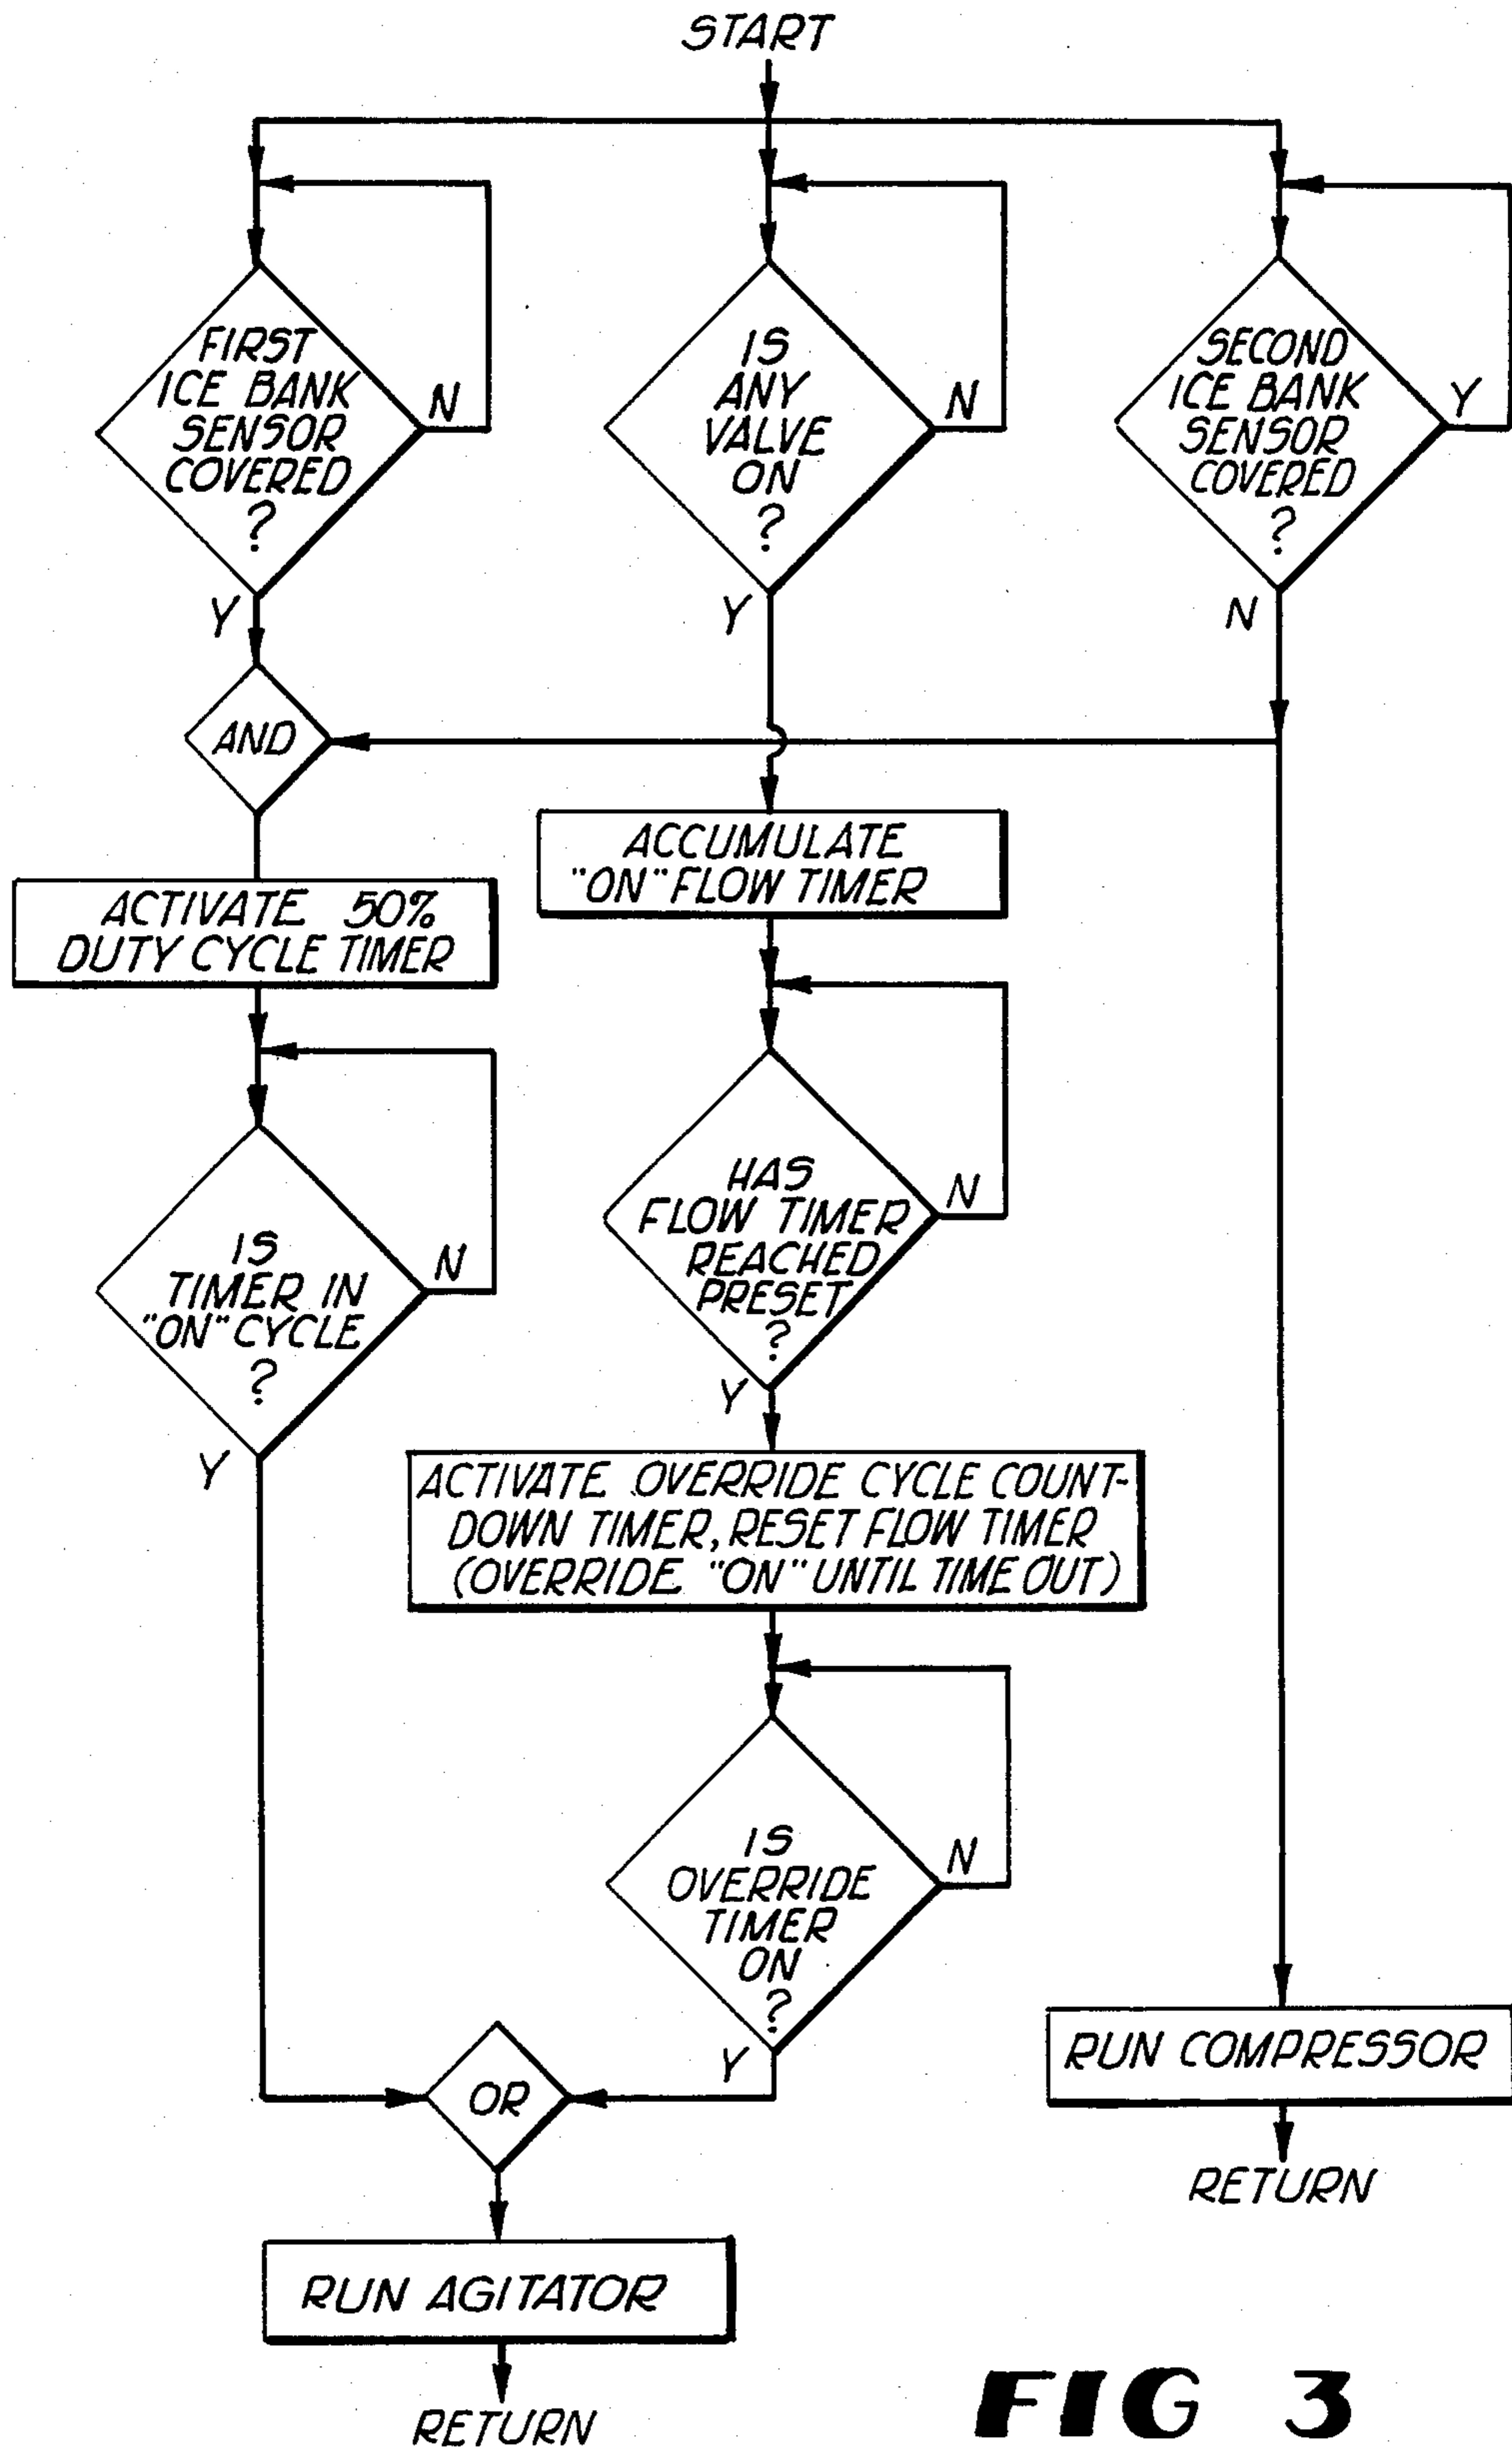 START
FIRST
ICE BANK
SENSOR
COVERED
?
N
Y
IS
ANY
VALVE
ON
?
N
Y
SECOND
ICE BANK
SENSOR
COVERED
?
Y
N
AND
ACCUMULATE
"ON" FLOW TIMER
ACTIVATE 50%
DUTY CYCLE TIMER
HAS
FLOW TIMER
REACHED
PRESET
?
N
Y
IS
TIMER IN
"ON" CYCLE
?
N
Y
ACTIVATE OVERRIDE CYCLE COUNT-
DOWN TIMER, RESET FLOW TIMER
(OVERRIDE "ON" UNTIL TIME OUT)
IS
OVERRIDE
TIMER
ON
?
N
Y
OR
RUN COMPRESSOR
RETURN
RUN AGITATOR
RETURN
FIG 3